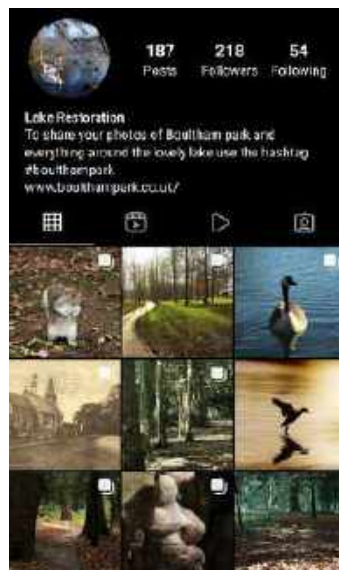 187 218 54
Posts Followers Following
Lake Restoration
To share your photos of Boultham park and
everything around the lovely lake use the hashtag
#boulthampark
www.boulthampark.co.uk/